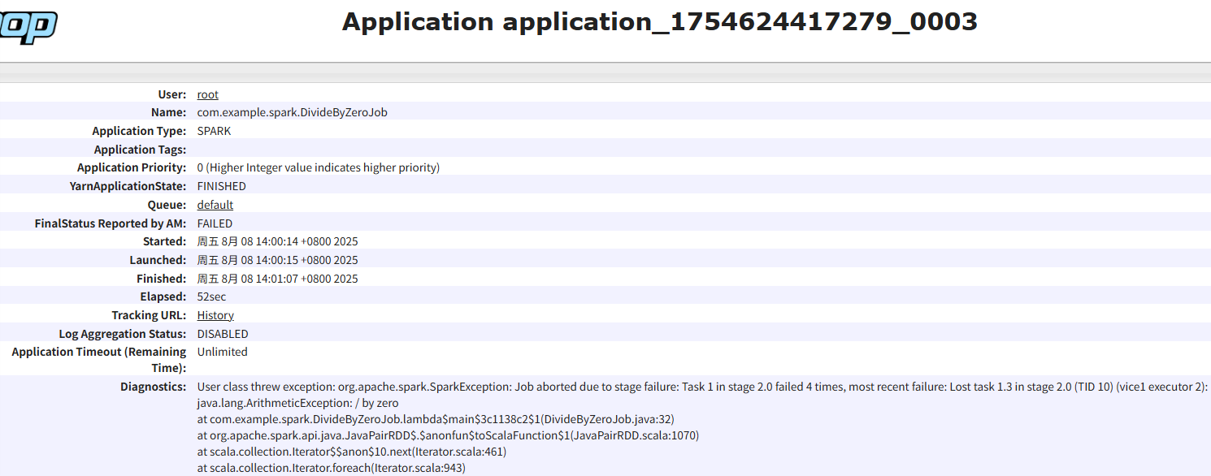 op
Application application_1754624417279_0003
User: root
Name: com.example.spark.DivideByZeroJob
Application Type: SPARK
Application Tags:
Application Priority: 0 (Higher Integer value indicates higher priority)
YarnApplicationState: FINISHED
Queue: default
FinalStatus Reported by AM: FAILED
Started: 周五 8月 08 14:00:14 +0800 2025
Launched: 周五 8月 08 14:00:15 +0800 2025
Finished: 周五 8月 08 14:01:07 +0800 2025
Elapsed: 52sec
Tracking URL: History
Log Aggregation Status: DISABLED
Application Timeout (Remaining Unlimited
Time):
Diagnostics: User class threw exception: org.apache.spark.SparkException: Job aborted due to stage failure: Task 1 in stage 2.0 failed 4 times, most recent failure: Lost task 1.3 in stage 2.0 (TID 10) (vice1 executor 2):
java.lang.ArithmeticException: / by zero
at com.example.spark.DivideByZeroJob.lambda$main$3c1138c2$1(DivideByZeroJob.java:32)
at org.apache.spark.api.java.JavaPairRDD$.$anonfun$toScalaFunction$1(JavaPairRDD.scala:1070)
at scala.collection.Iterator$$anon$10.next(Iterator.scala:461)
at scala.collection.Iterator.foreach(Iterator.scala:943)